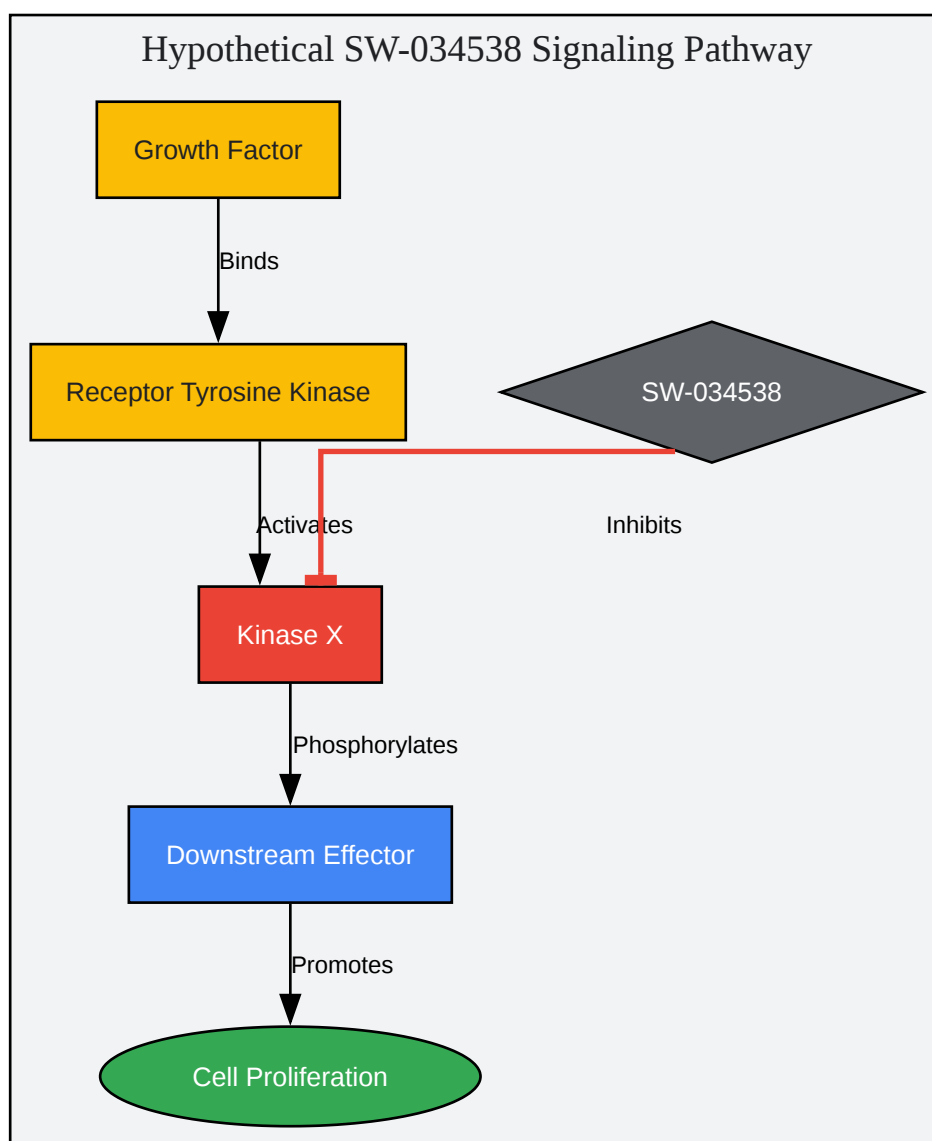 Hypothetical SW-034538 Signaling Pathway
Growth Factor
Binds
Receptor Tyrosine Kinase
SW-034538
Activates
Inhibits
Kinase X
Phosphorylates
Downstream Effector
Promotes
Cell Proliferation